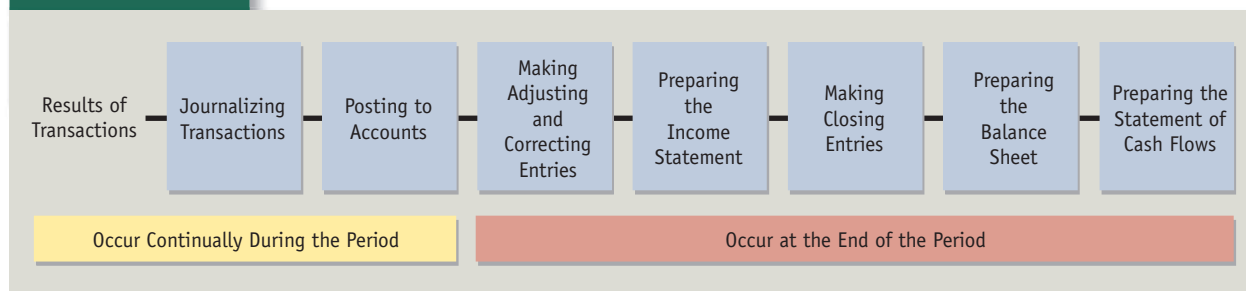 Results of
Transactions
Journalizing
Transactions
Posting to
Accounts
Making
Adjusting
and
Correcting
Entries
Preparing
the
Income
Statement
Making
Closing
Entries
Preparing
the
Balance
Sheet
Preparing the
Statement of
Cash Flows
Occur Continually During the Period
Occur at the End of the Period